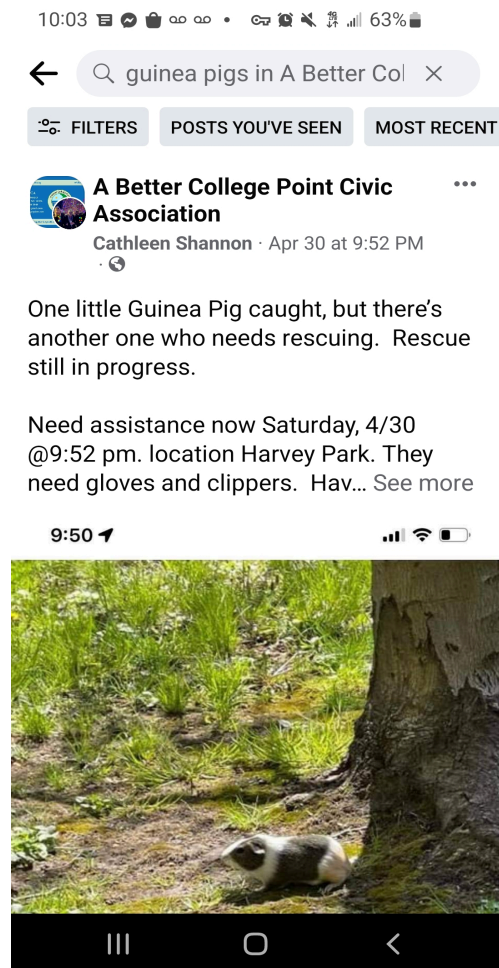 10:03 63%
guinea pigs in A Better Col
FILTERS POSTS YOU'VE SEEN MOST RECENT
A Better College Point Civic
Association
Cathleen Shannon · Apr 30 at 9:52 PM
·
One little Guinea Pig caught, but there’s
another one who needs rescuing.  Rescue
still in progress.
Need assistance now Saturday, 4/30
@9:52 pm. location Harvey Park. They
need gloves and clippers.  Hav... See more
9:50